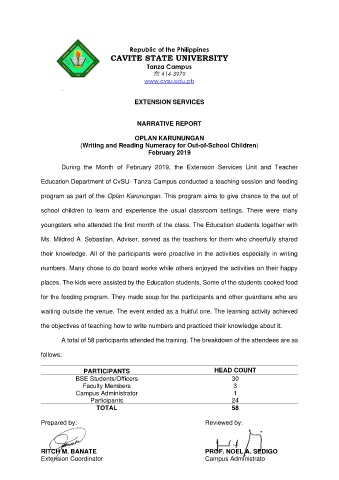 Republic of the Philippines
CAVITE STATE UNIVERSITY
Tanza Campus
☏ 414-3979
www.cvsu.edu.ph
EXTENSION SERVICES
NARRATIVE REPORT
OPLAN KARUNUNGAN
(Writing and Reading Numeracy for Out-of-School Children)
February 2019
During the Month of February 2019, the Extension Services Unit and Teacher
Education Department of CvSU- Tanza Campus conducted a teaching session and feeding
program as part of the Oplan Karunungan. This program aims to give chance to the out of
school children to learn and experience the usual classroom settings. There were many
youngsters who attended the first month of the class. The Education students together with
Ms. Mildred A. Sebastian, Adviser, served as the teachers for them who cheerfully shared
their knowledge. All of the participants were proactive in the activities especially in writing
numbers. Many chose to do board works while others enjoyed the activities on their happy
places. The kids were assisted by the Education students. Some of the students cooked food
for the feeding program. They made soup for the participants and other guardians who are
waiting outside the venue. The event ended as a fruitful one. The learning activity achieved
the objectives of teaching how to write numbers and practiced their knowledge about it.
A total of 58 participants attended the training. The breakdown of the attendees are as
follows:
PARTICIPANTS HEAD COUNT
BSE Students/Officers 30
Faculty Members 3
Campus Administrator 1
Participants 24
TOTAL 58
Prepared by: Reviewed by:
RITCH M. BANATE PROF. NOEL A. SEDIGO
Extension Coordinator Campus Administrato